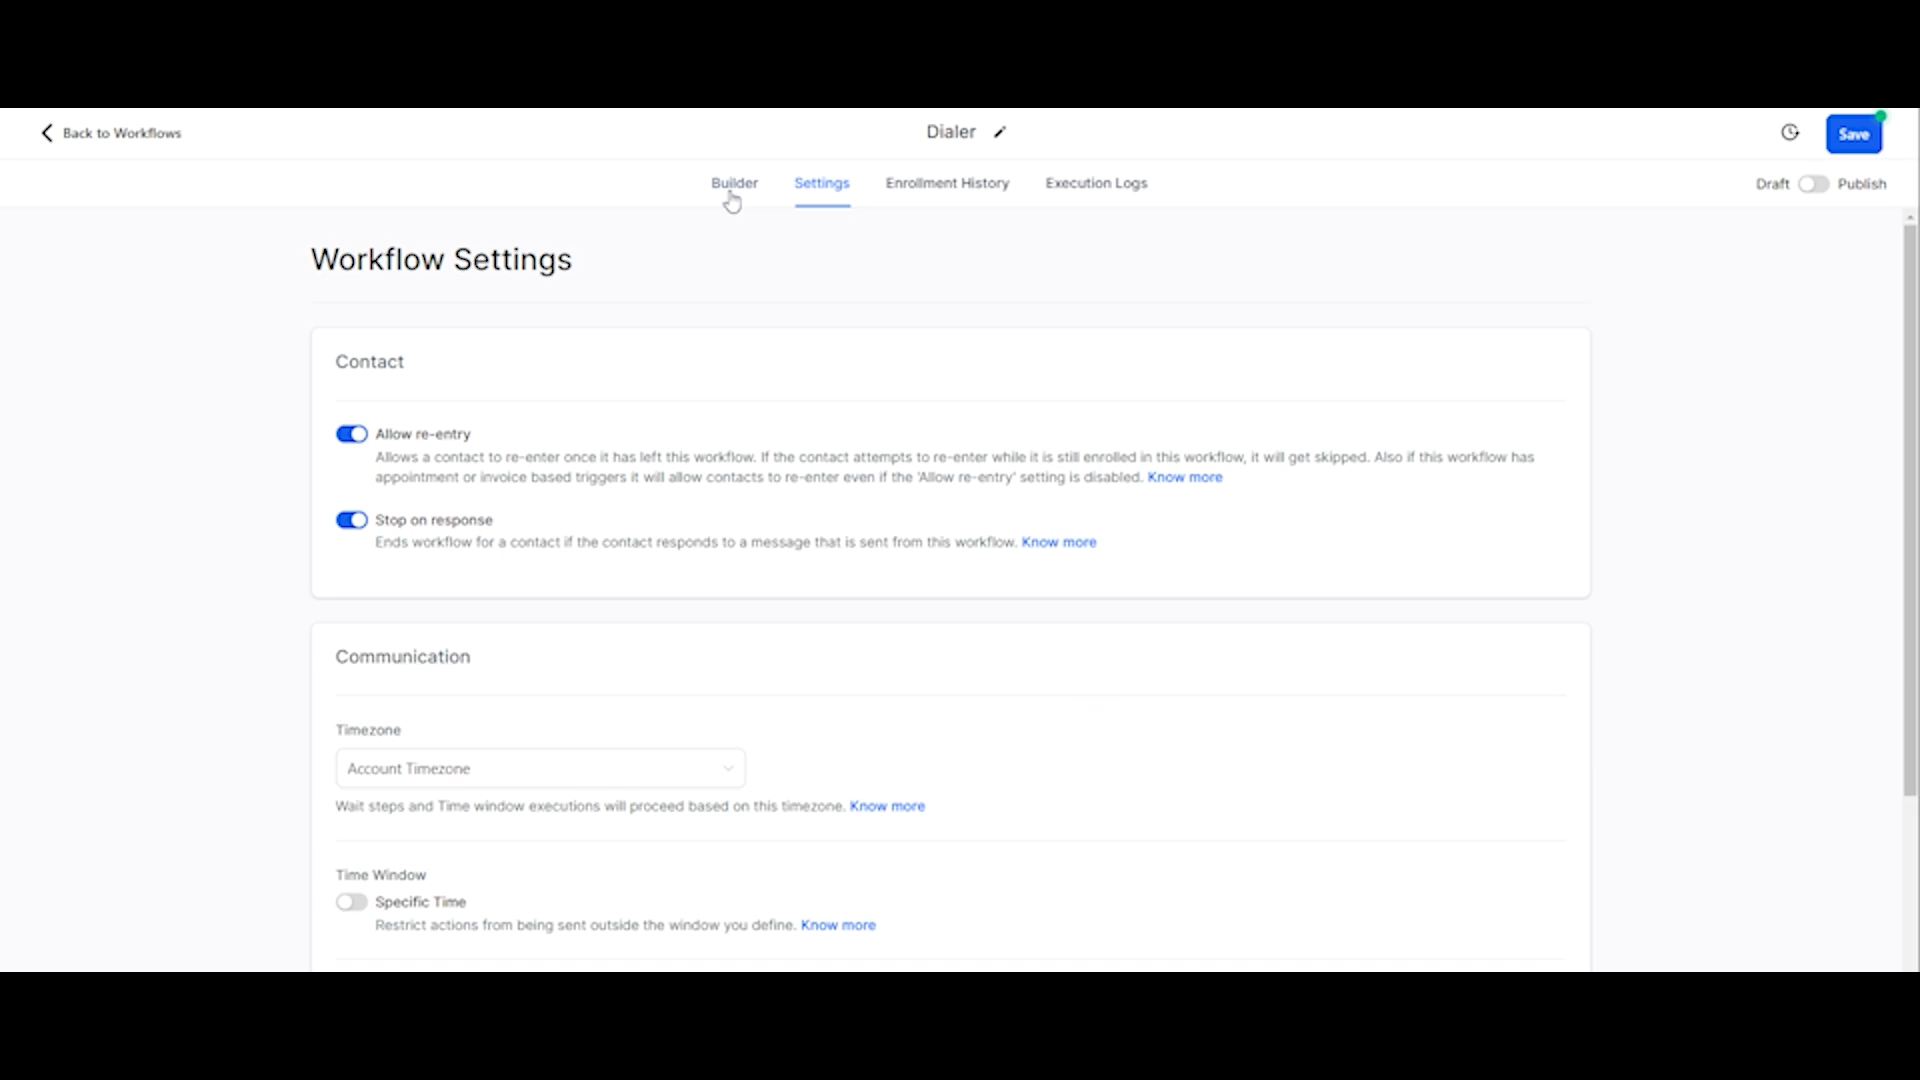 Back to Workflows
Dialer
Save
Builder
Settings
Enrollment History
Execution Logs
Draft
Publish
Workflow Settings
Contact
Allow re-entry
Allows a contact to re-enter once it has left this workflow. If the contact attempts to re-enter while it is still enrolled in this workflow, it will get skipped. Also if this workflow has
appointment or invoice based triggers it will allow contacts to re-enter even if the 'Allow re-entry' setting is disabled. Know more
Stop on response
Ends workflow for a contact if the contact responds to a message that is sent from this workflow. Know more
Communication
Timezone
Account Timezone
Wait steps and Time window executions will proceed based on this timezone. Know more
Time Window
Specific Time
Restrict actions from being sent outside the window you define. Know more